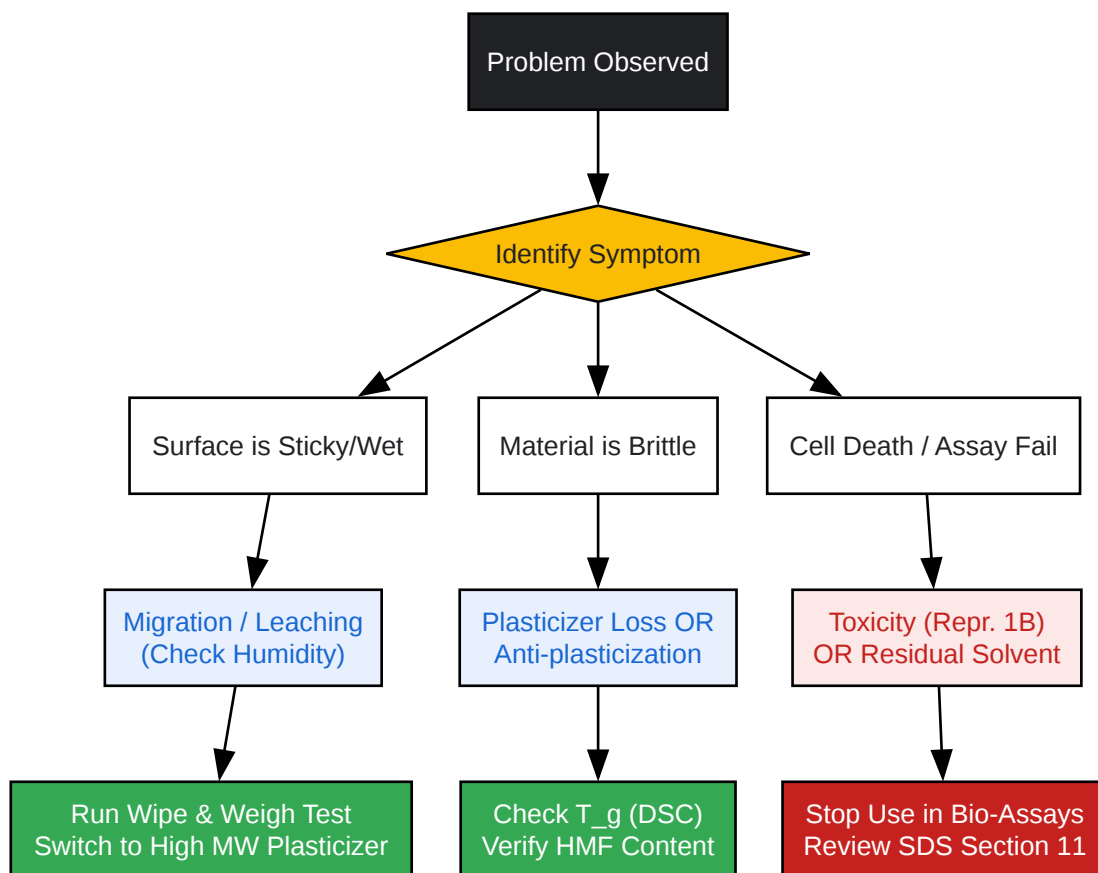 Problem Observed
Identify Symptom
Surface is Sticky/Wet
Material is Brittle
Cell Death / Assay Fail
Migration / Leaching
(Check Humidity)
Plasticizer Loss OR
Anti-plasticization
Toxicity (Repr. 1B)
OR Residual Solvent
Run Wipe & Weigh Test
Switch to High MW Plasticizer
Check T_g (DSC)
Verify HMF Content
Stop Use in Bio-Assays
Review SDS Section 11